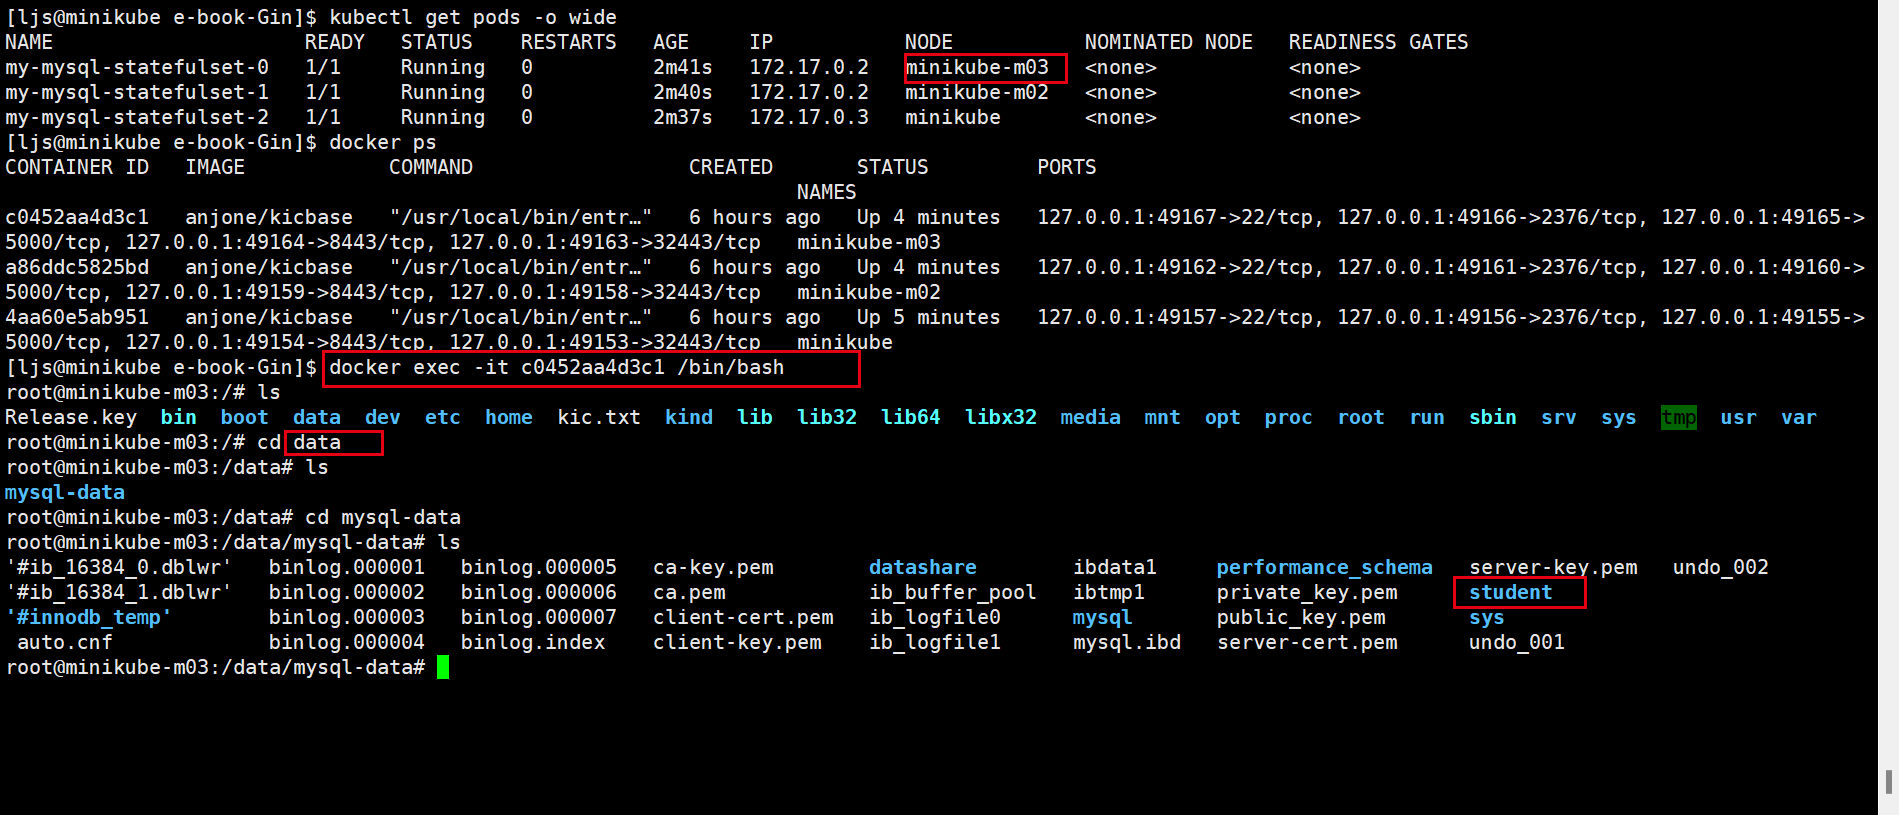 [ljs@minikube e-book-Gin]$ kubectl get pods -o wide
NAME                     READY   STATUS    RESTARTS   AGE     IP           NODE           NOMINATED NODE   READINESS GATES
my-mysql-statefulset-0   1/1     Running   0          2m41s   172.17.0.2   minikube-m03   <none>           <none>
my-mysql-statefulset-1   1/1     Running   0          2m40s   172.17.0.2   minikube-m02   <none>           <none>
my-mysql-statefulset-2   1/1     Running   0          2m37s   172.17.0.3   minikube       <none>           <none>
[ljs@minikube e-book-Gin]$ docker ps
CONTAINER ID   IMAGE            COMMAND                  CREATED       STATUS         PORTS
NAMES
c0452aa4d3c1   anjone/kicbase   "/usr/local/bin/entr…"   6 hours ago   Up 4 minutes   127.0.0.1:49167->22/tcp, 127.0.0.1:49166->2376/tcp, 127.0.0.1:49165->
5000/tcp, 127.0.0.1:49164->8443/tcp, 127.0.0.1:49163->32443/tcp   minikube-m03
a86ddc5825bd   anjone/kicbase   "/usr/local/bin/entr…"   6 hours ago   Up 4 minutes   127.0.0.1:49162->22/tcp, 127.0.0.1:49161->2376/tcp, 127.0.0.1:49160->
5000/tcp, 127.0.0.1:49159->8443/tcp, 127.0.0.1:49158->32443/tcp   minikube-m02
4aa60e5ab951   anjone/kicbase   "/usr/local/bin/entr…"   6 hours ago   Up 5 minutes   127.0.0.1:49157->22/tcp, 127.0.0.1:49156->2376/tcp, 127.0.0.1:49155->
5000/tcp, 127.0.0.1:49154->8443/tcp, 127.0.0.1:49153->32443/tcp   minikube
[ljs@minikube e-book-Gin]$ docker exec -it c0452aa4d3c1 /bin/bash
root@minikube-m03:/# ls
Release.key  bin  boot  data  dev  etc  home  kic.txt  kind  lib  lib32  lib64  libx32  media  mnt  opt  proc  root  run  sbin  srv  sys  tmp  usr  var
root@minikube-m03:/# cd data
root@minikube-m03:/data# ls
mysql-data
root@minikube-m03:/data# cd mysql-data
root@minikube-m03:/data/mysql-data# ls
'#ib_16384_0.dblwr'   binlog.000001   binlog.000005   ca-key.pem        datashare        ibdata1     performance_schema   server-key.pem   undo_002
'#ib_16384_1.dblwr'   binlog.000002   binlog.000006   ca.pem            ib_buffer_pool   ibtmp1      private_key.pem      student
'#innodb_temp'        binlog.000003   binlog.000007   client-cert.pem   ib_logfile0      mysql       public_key.pem       sys
auto.cnf             binlog.000004   binlog.index    client-key.pem    ib_logfile1      mysql.ibd   server-cert.pem      undo_001
root@minikube-m03:/data/mysql-data#